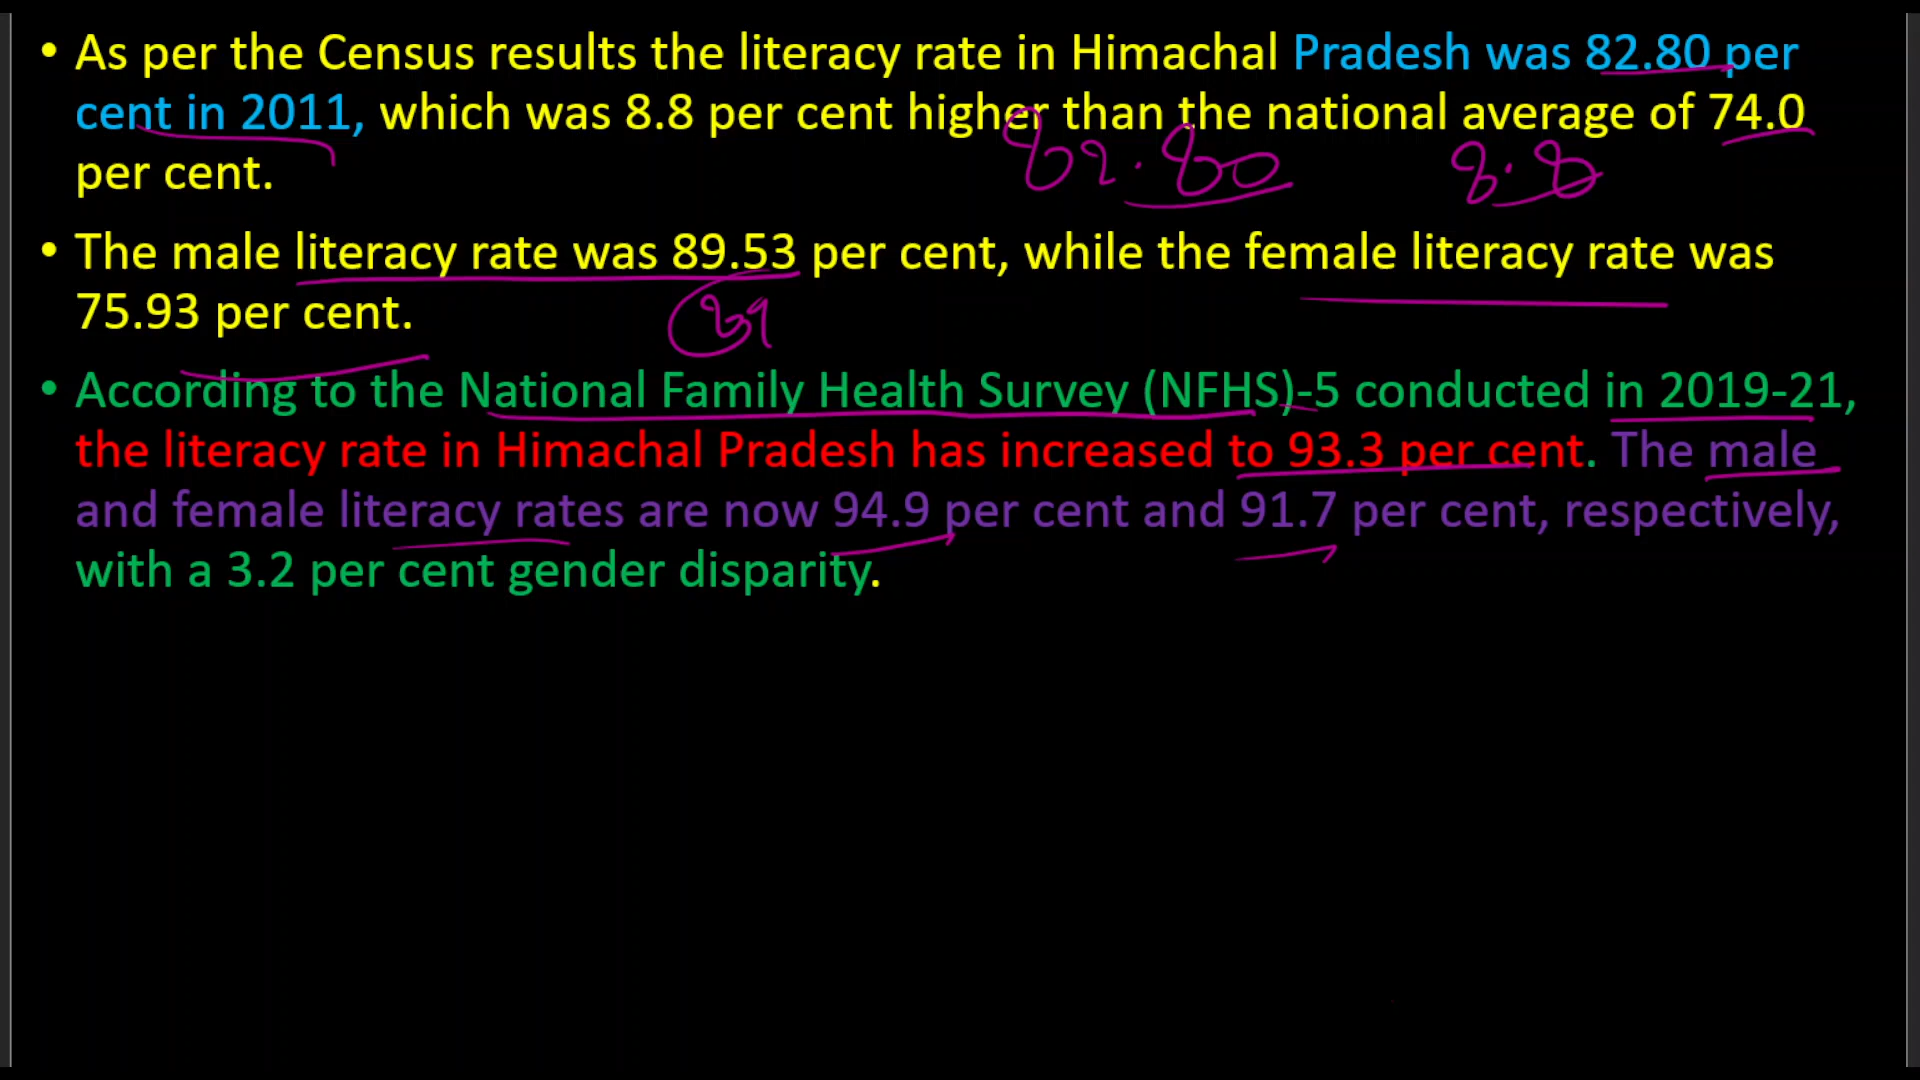 • As per the Census results the literacy rate in Himachal Pradesh was 82.80 per
cent in 2011, which was 8.8 per cent higher than the national average of 74.0
per cent.
82.80 8.8
• The male literacy rate was 89.53 per cent, while the female literacy rate was
75.93 per cent.
89
• According to the National Family Health Survey (NFHS)-5 conducted in 2019-21,
the literacy rate in Himachal Pradesh has increased to 93.3 per cent. The male
and female literacy rates are now 94.9 per cent and 91.7 per cent, respectively,
with a 3.2 per cent gender disparity.